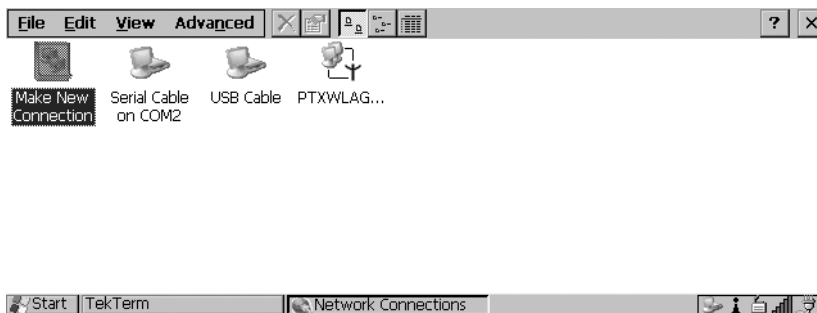 File Edit View Advanced ?
Make New Connection
Serial Cable on COM2
USB Cable
PTXWLAG...
Start TekTerm Network Connections